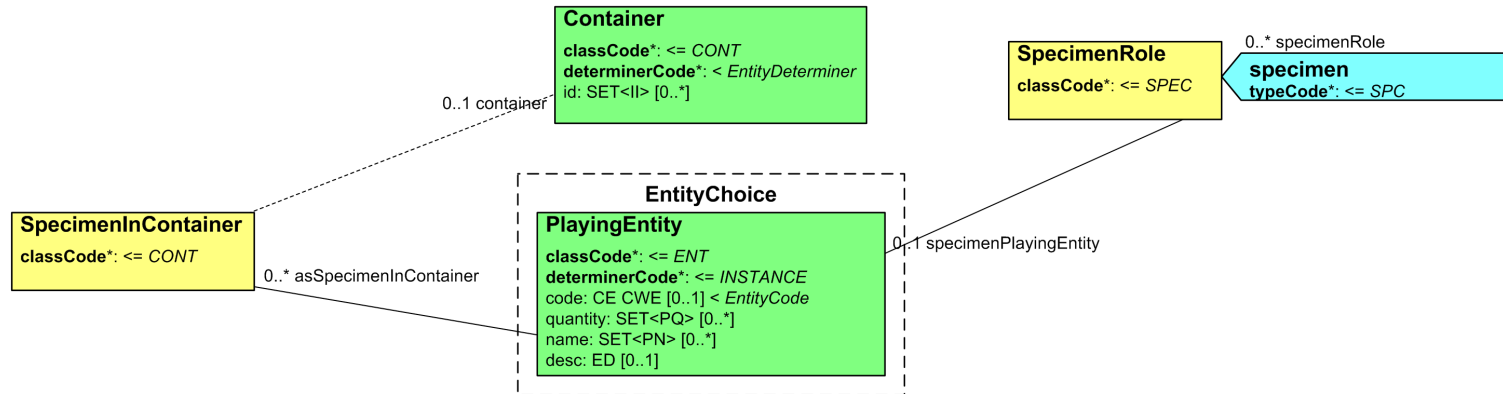 Container
classCode*: <= CONT
determinerCode*: < EntityDeterminer
id: SET<II> [0..*]
0..1 container
SpecimenRole
classCode*: <= SPEC
0..* specimenRole
specimen
typeCode*: <= SPC
SpecimenInContainer
classCode*: <= CONT
0..* asSpecimenInContainer
EntityChoice
PlayingEntity
classCode*: <= ENT
determinerCode*: <= INSTANCE
code: CE CWE [0..1] < EntityCode
quantity: SET<PQ> [0..*]
name: SET<PN> [0..*]
desc: ED [0..1]
0..1 specimenPlayingEntity